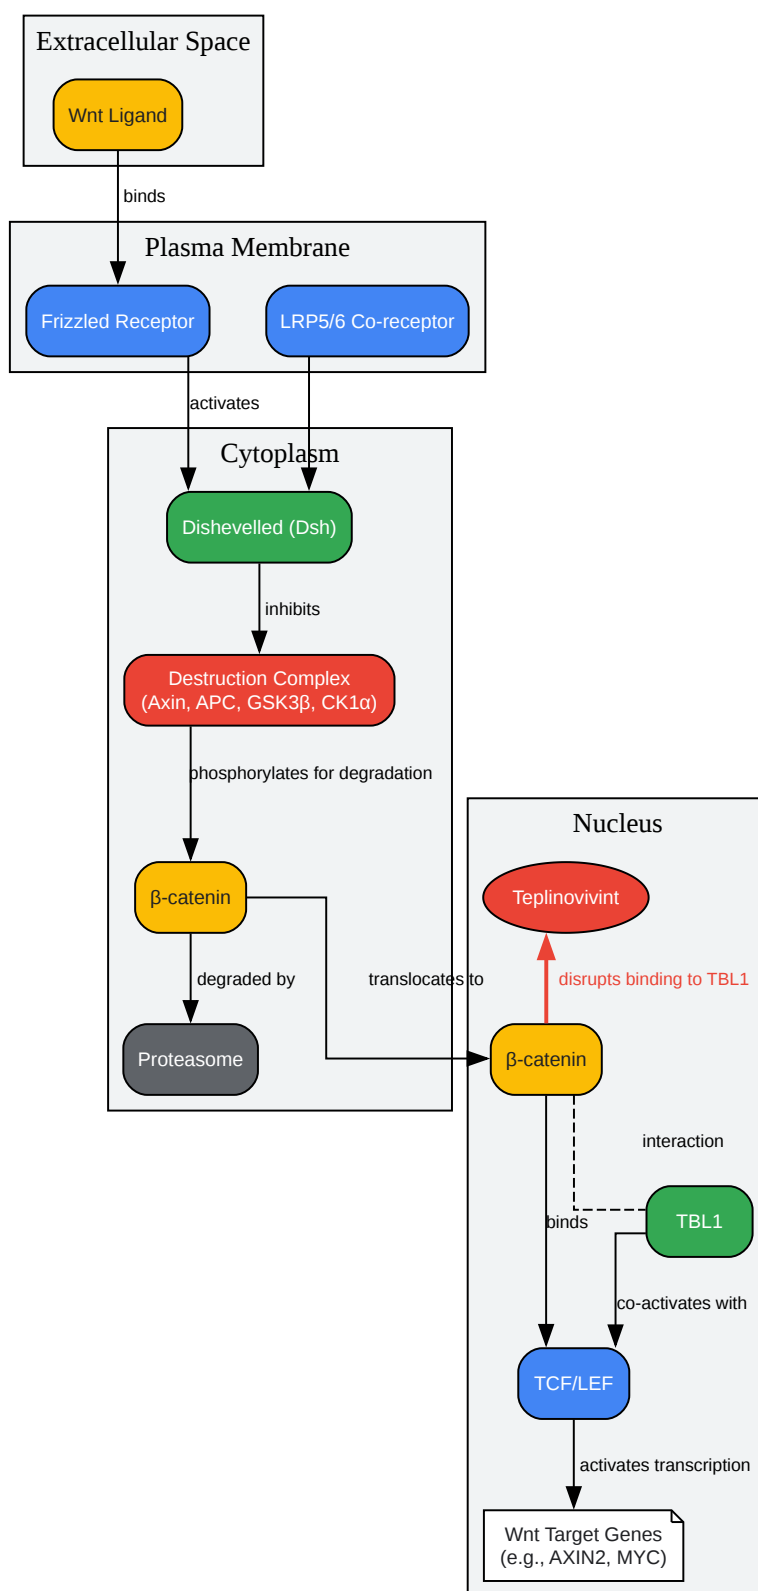 Extracellular Space
Wnt Ligand
binds
Plasma Membrane
Frizzled Receptor
LRP5/6 Co-receptor
activates
Cytoplasm
Dishevelled (Dsh)
inhibits
Destruction Complex
(Axin, APC, GSK3β, CK1α)
phosphorylates for degradation
Nucleus
β-catenin
Teplinovivint
degraded by
translocates to
disrupts binding to TBL1
Proteasome
β-catenin
interaction
binds
TBL1
co-activates with
TCF/LEF
activates transcription
Wnt Target Genes
(e.g., AXIN2, MYC)